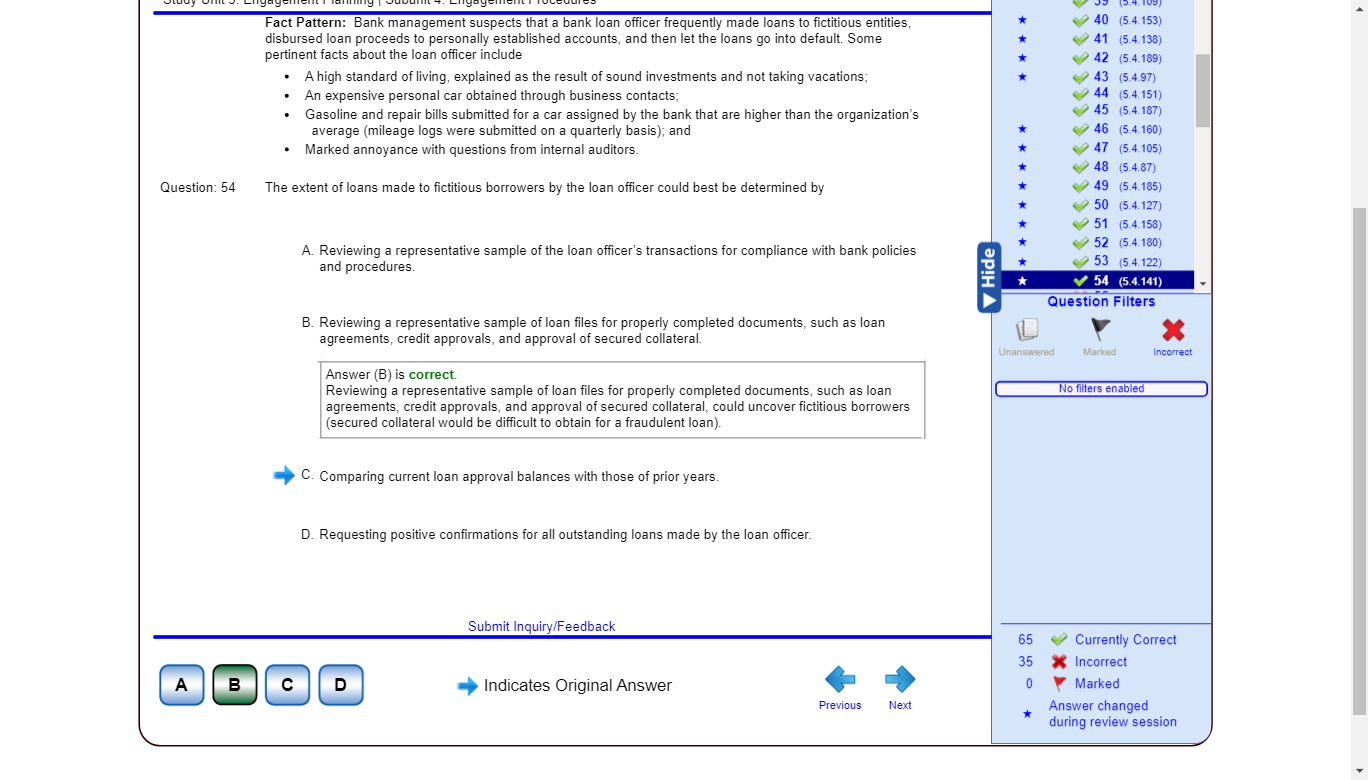 Study Unit 5: Engagement Planning | Subunit 4: Engagement Procedures
Fact Pattern: Bank management suspects that a bank loan officer frequently made loans to fictitious entities,
disbursed loan proceeds to personally established accounts, and then let the loans go into default. Some
pertinent facts about the loan officer include
• A high standard of living, explained as the result of sound investments and not taking vacations;
• An expensive personal car obtained through business contacts;
• Gasoline and repair bills submitted for a car assigned by the bank that are higher than the organization's
average (mileage logs were submitted on a quarterly basis); and
• Marked annoyance with questions from internal auditors.
Question: 54 The extent of loans made to fictitious borrowers by the loan officer could best be determined by
A. Reviewing a representative sample of the loan officer's transactions for compliance with bank policies
and procedures.
B. Reviewing a representative sample of loan files for properly completed documents, such as loan
agreements, credit approvals, and approval of secured collateral.
Answer (B) is correct.
Reviewing a representative sample of loan files for properly completed documents, such as loan
agreements, credit approvals, and approval of secured collateral, could uncover fictitious borrowers
(secured collateral would be difficult to obtain for a fraudulent loan).
C. Comparing current loan approval balances with those of prior years.
D. Requesting positive confirmations for all outstanding loans made by the loan officer.
Submit Inquiry/Feedback
A B C D
Indicates Original Answer
Previous Next
39 (5.4.109)
★ 40 (5.4.153)
★ 41 (5.4.138)
★ 42 (5.4.189)
★ 43 (5.4.97)
44 (5.4.151)
45 (5.4.187)
★ 46 (5.4.160)
★ 47 (5.4.105)
★ 48 (5.4.87)
★ 49 (5.4.185)
★ 50 (5.4.127)
★ 51 (5.4.158)
★ 52 (5.4.180)
★ 53 (5.4.122)
★ 54 (5.4.141)
▼ Hide
Question Filters
Unanswered Marked Incorrect
No filters enabled
65 Currently Correct
35 Incorrect
0 Marked
★ Answer changed
during review session